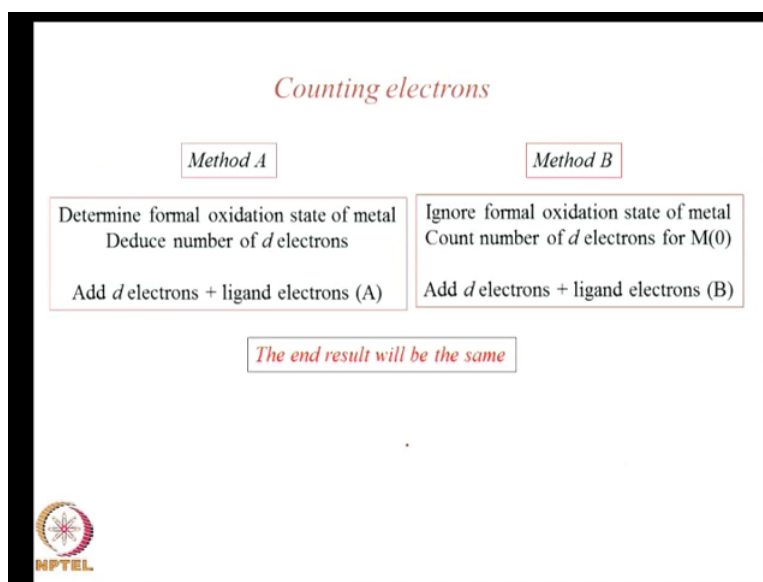 Counting electrons
Method A
Determine formal oxidation state of metal
Deduce number of d electrons
Add d electrons + ligand electrons (A)
Method B
Ignore formal oxidation state of metal
Count number of d electrons for M(0)
Add d electrons + ligand electrons (B)
The end result will be the same
NPTEL